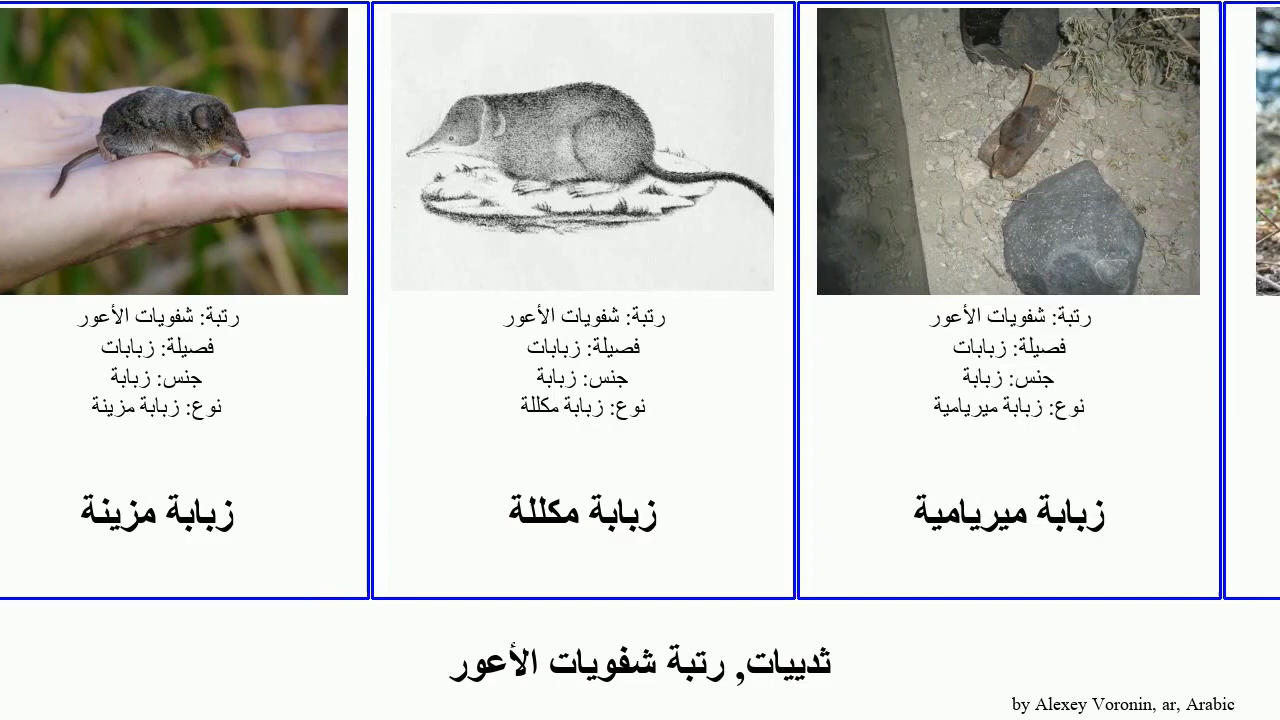 رتبة: شفويات الأعور
فصيلة: زبابات
جنس: زبابة
نوع: زبابة مزينة
زبابة مزينة
رتبة: شفويات الأعور
فصيلة: زبابات
جنس: زبابة
نوع: زبابة مكللة
زبابة مكللة
رتبة: شفويات الأعور
فصيلة: زبابات
جنس: زبابة
نوع: زبابة ميريامية
زبابة ميريامية
ثدييات, رتبة شفويات الأعور
by Alexey Voronin, ar, Arabic